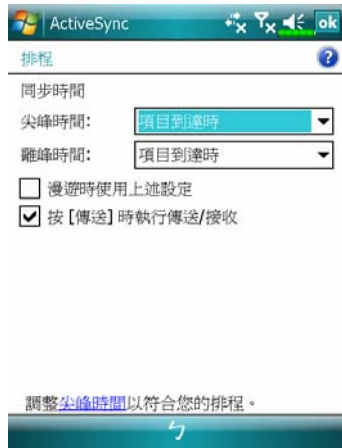 ActiveSync ok
排程
同步時間
尖峰時間: 項目到達時
離峰時間: 項目到達時
漫遊時使用上述設定
按 [傳送] 時執行傳送/接收
調整尖峰時間以符合您的排程。
ㄅ